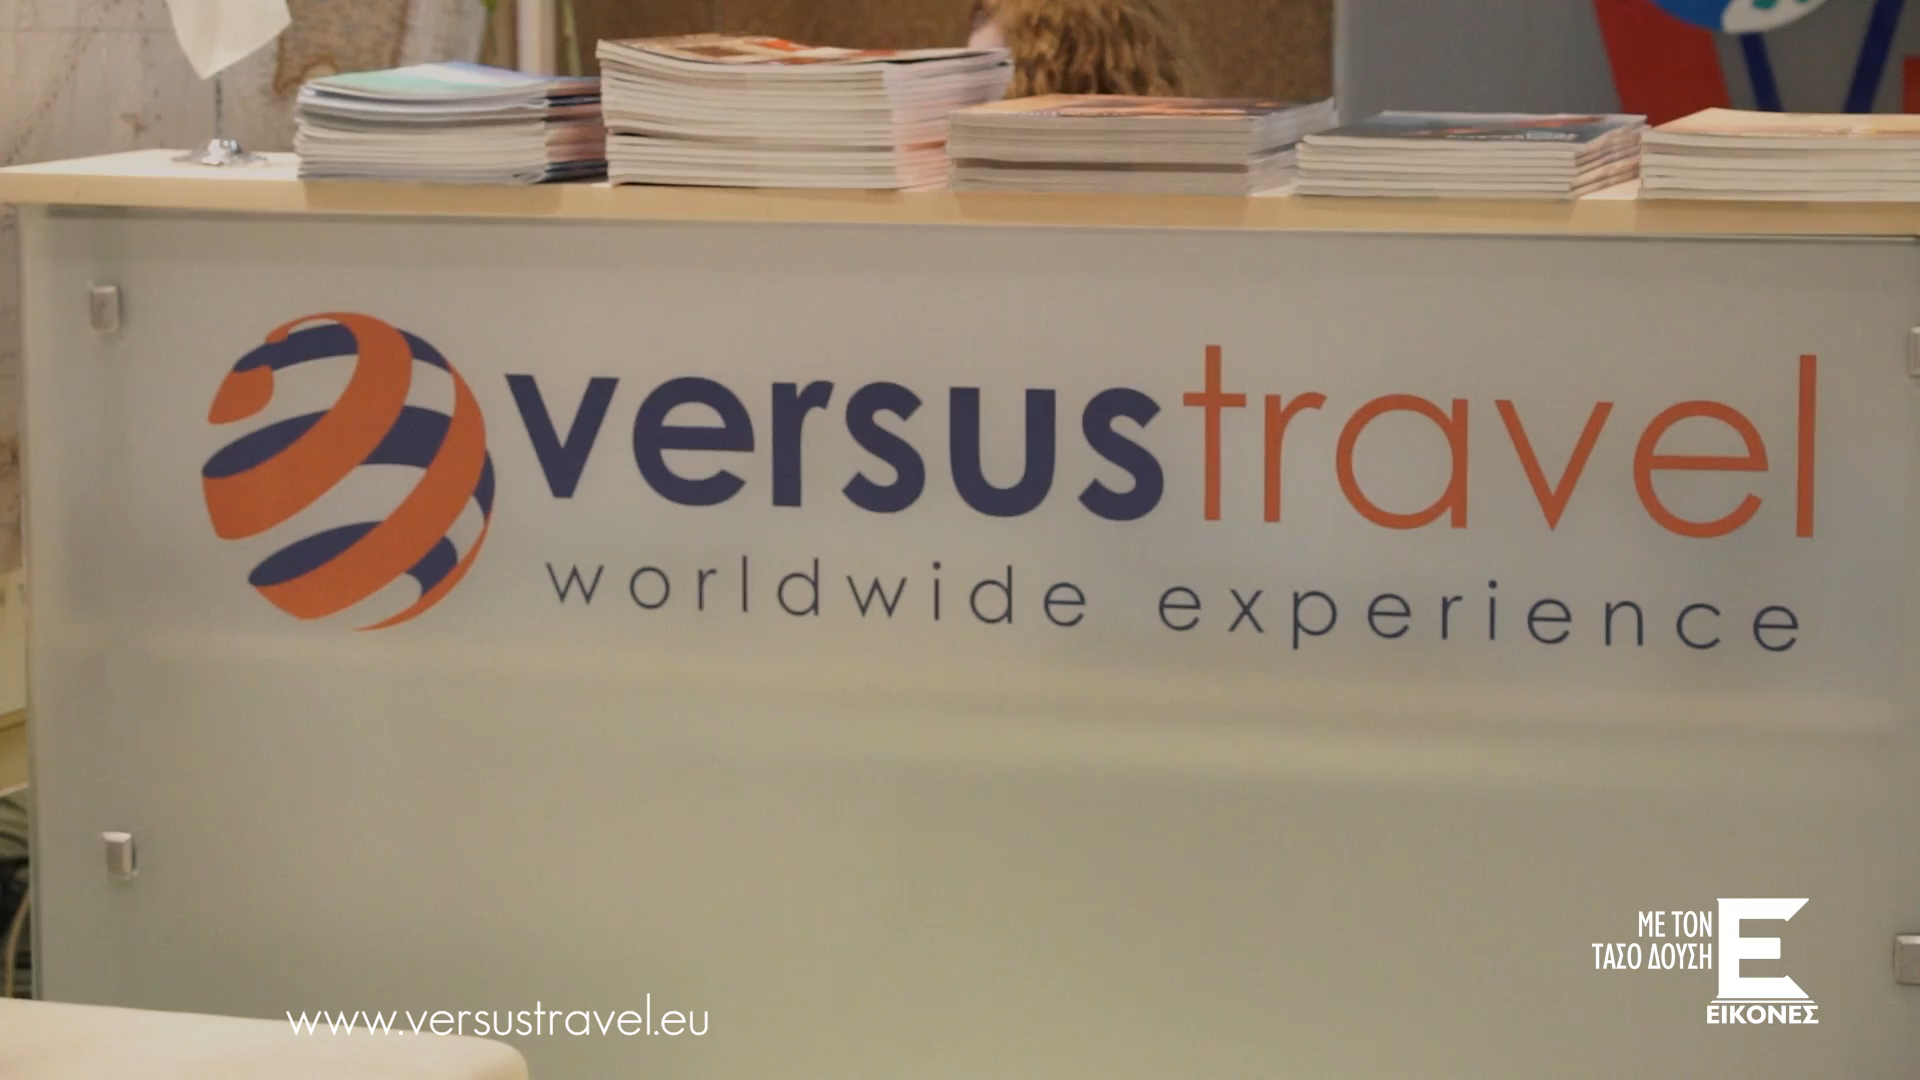 versustravel
worldwide experience
ΜΕ ΤΟΝ
ΤΑΣΟ ΔΟΥΣΗ
Ε
ΕΙΚΟΝΕΣ
www.versustravel.eu